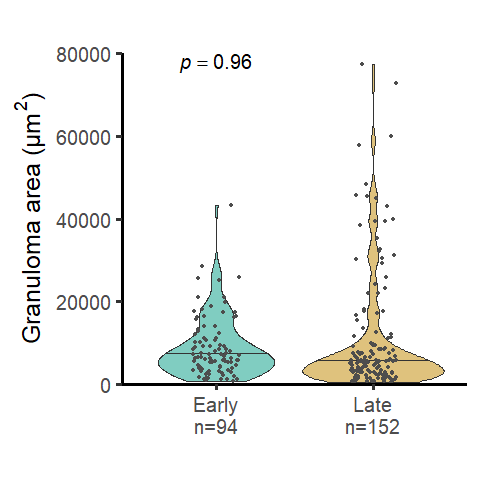 p = 0.96
Granuloma area (µm²)
80000
60000
40000
20000
0
Early
n=94
Late
n=152